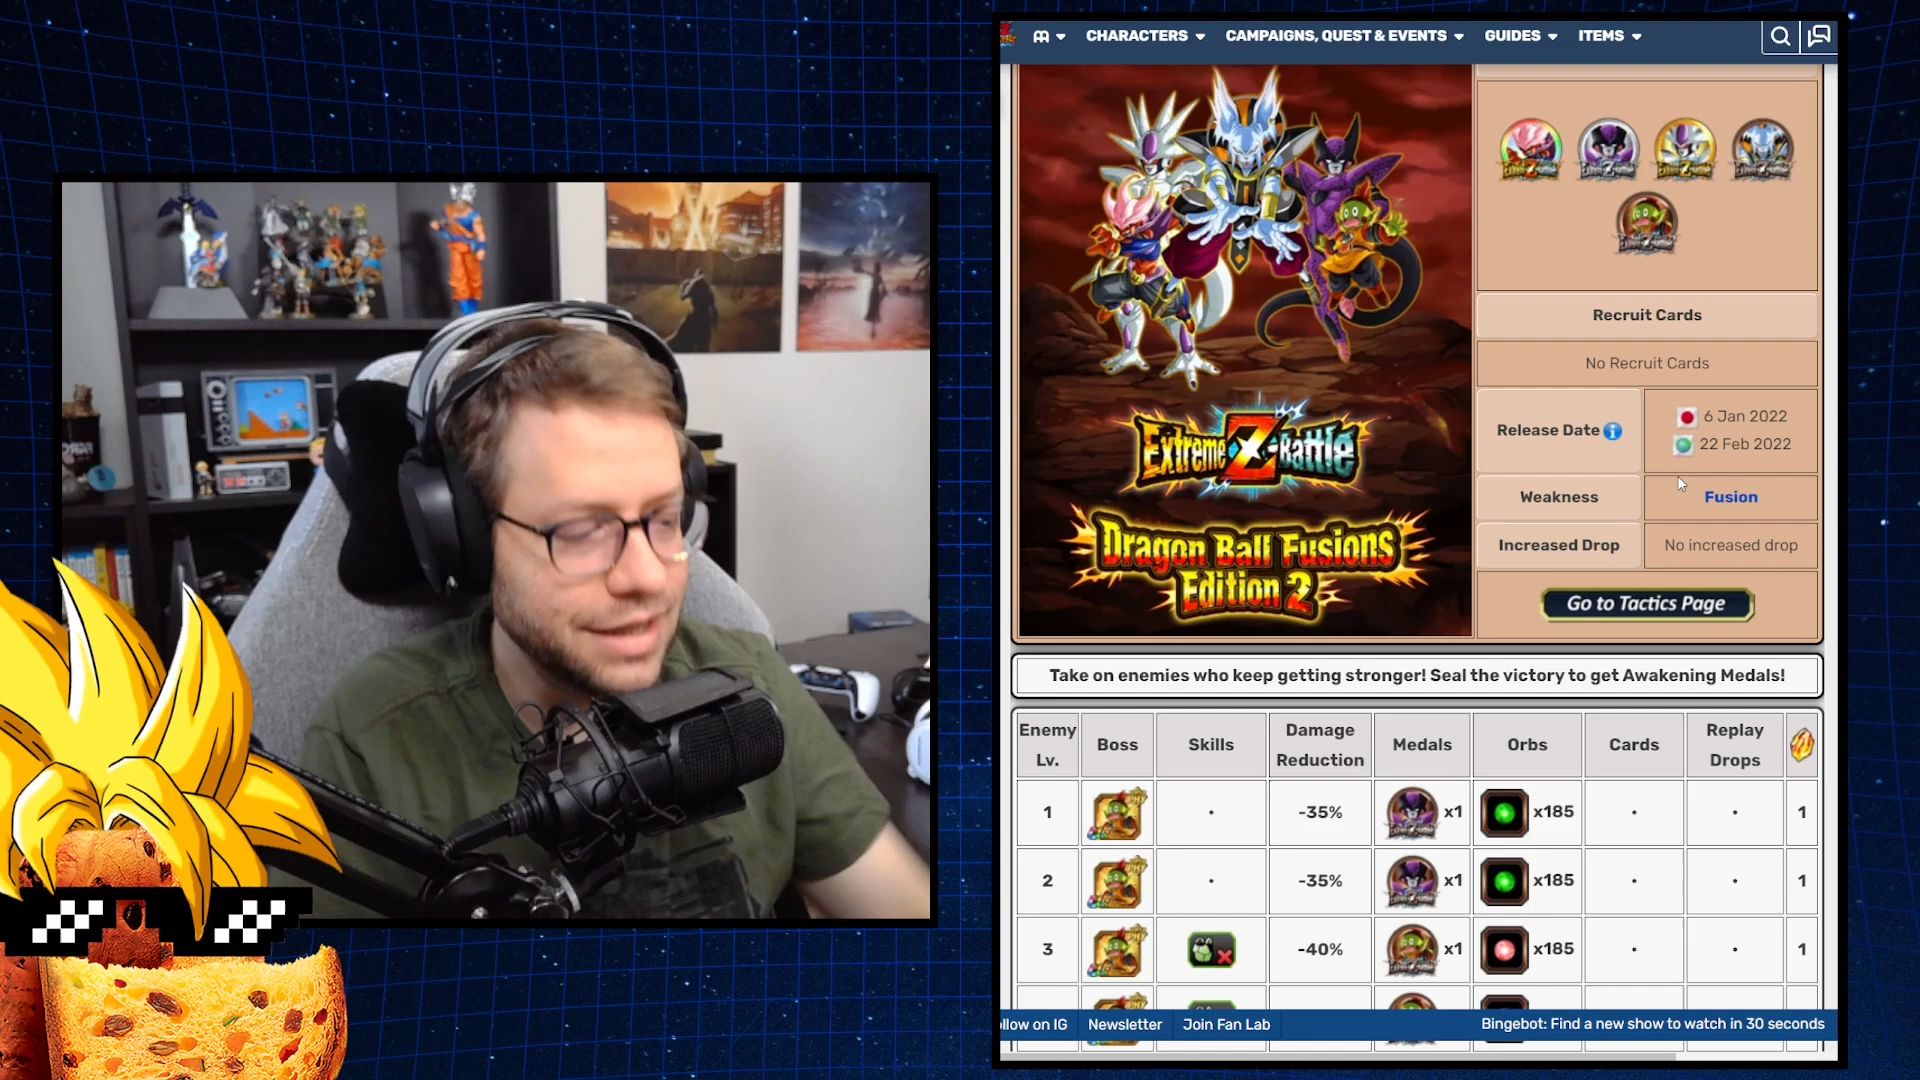 CHARACTERS
CAMPAIGNS, QUEST & EVENTS
GUIDES
ITEMS
Extreme Z-Battle
Dragon Ball Fusions
Edition 2
Recruit Cards
No Recruit Cards
Release Date
6 Jan 2022
22 Feb 2022
Weakness
Fusion
Increased Drop
No increased drop
Go to Tactics Page
Take on enemies who keep getting stronger! Seal the victory to get Awakening Medals!
Enemy Lv. Boss Skills Damage Reduction Medals Orbs Cards Replay Drops
1 -35% x1 x185 1
2 -35% x1 x185 1
3 -40% x1 x185 1
llow on IG
Newsletter
Join Fan Lab
Bingebot: Find a new show to watch in 30 seconds